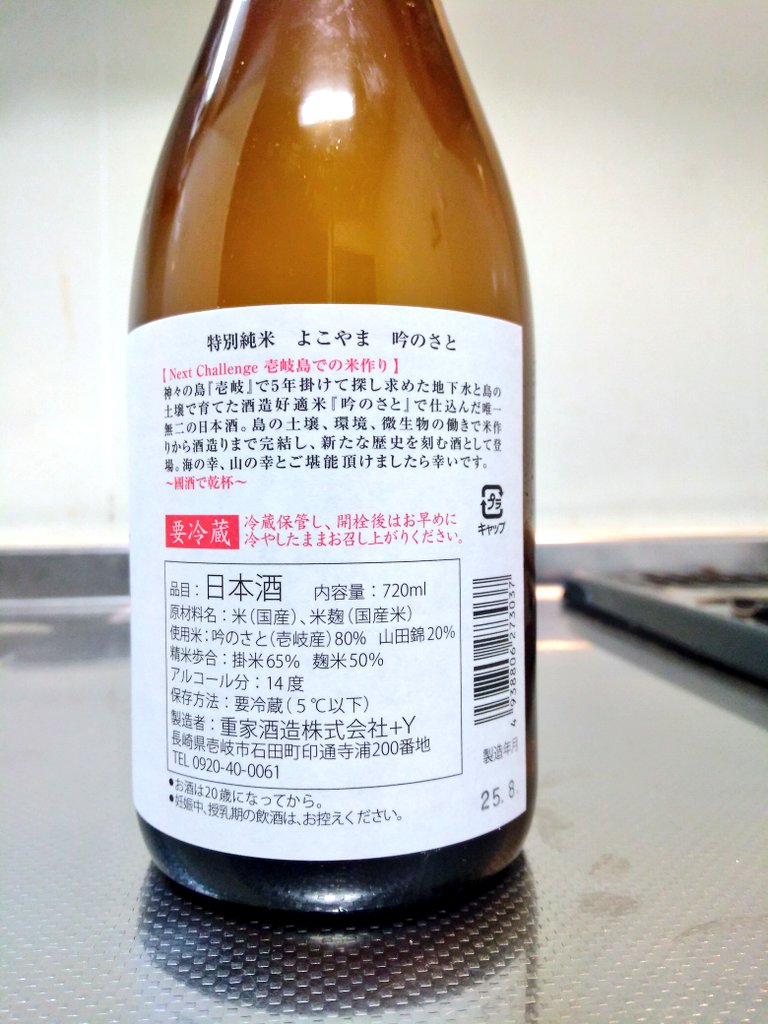 特別純米　よこやま　吟のさと
【Next Challenge 壱岐島での米作り】
神々の島『壱岐』で5年掛けて探し求めた地下水と島の
土壌で育てた酒造好適米『吟のさと』で仕込んだ唯一
無二の日本酒。島の土壌、環境、微生物の働きで米作
りから酒造りまで完結し、新たな歴史を刻む酒として登
場。海の幸、山の幸とご堪能頂けましたら幸いです。
～國酒で乾杯～
プラ
キャップ
要冷蔵
冷蔵保管し、開栓後はお早めに
冷やしたままお召し上がりください。
品目：日本酒　内容量：720ml
原材料名：米（国産）、米麹（国産米）
使用米：吟のさと（壱岐産）80%　山田錦20%
精米歩合：掛米65%　麹米50%
アルコール分：14度
保存方法：要冷蔵（5℃以下）
製造者：重家酒造株式会社+Y
長崎県壱岐市石田町印通寺浦200番地
TEL 0920-40-0061
4938806273037
製造年月
25. 8.
●お酒は20歳になってから。
●妊娠中、授乳期の飲酒は、お控えください。